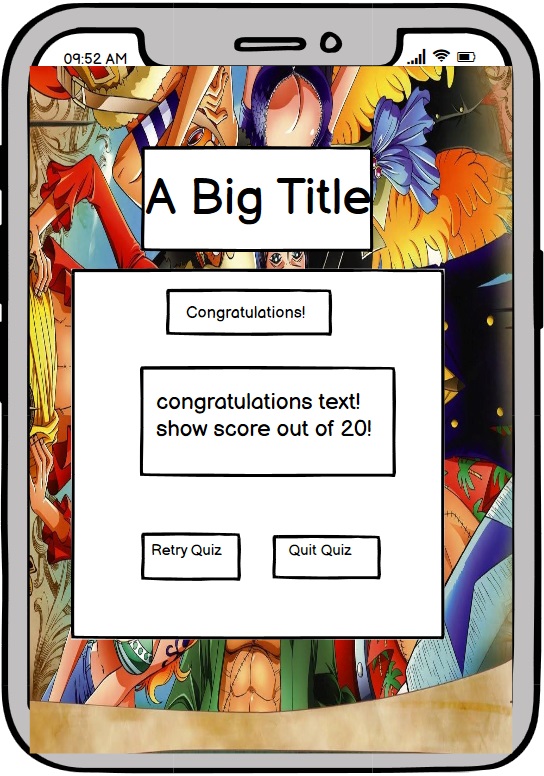 09:52 AM
A Big Title
Congratulations!
congratulations text!
show score out of 20!
Retry Quiz
Quit Quiz